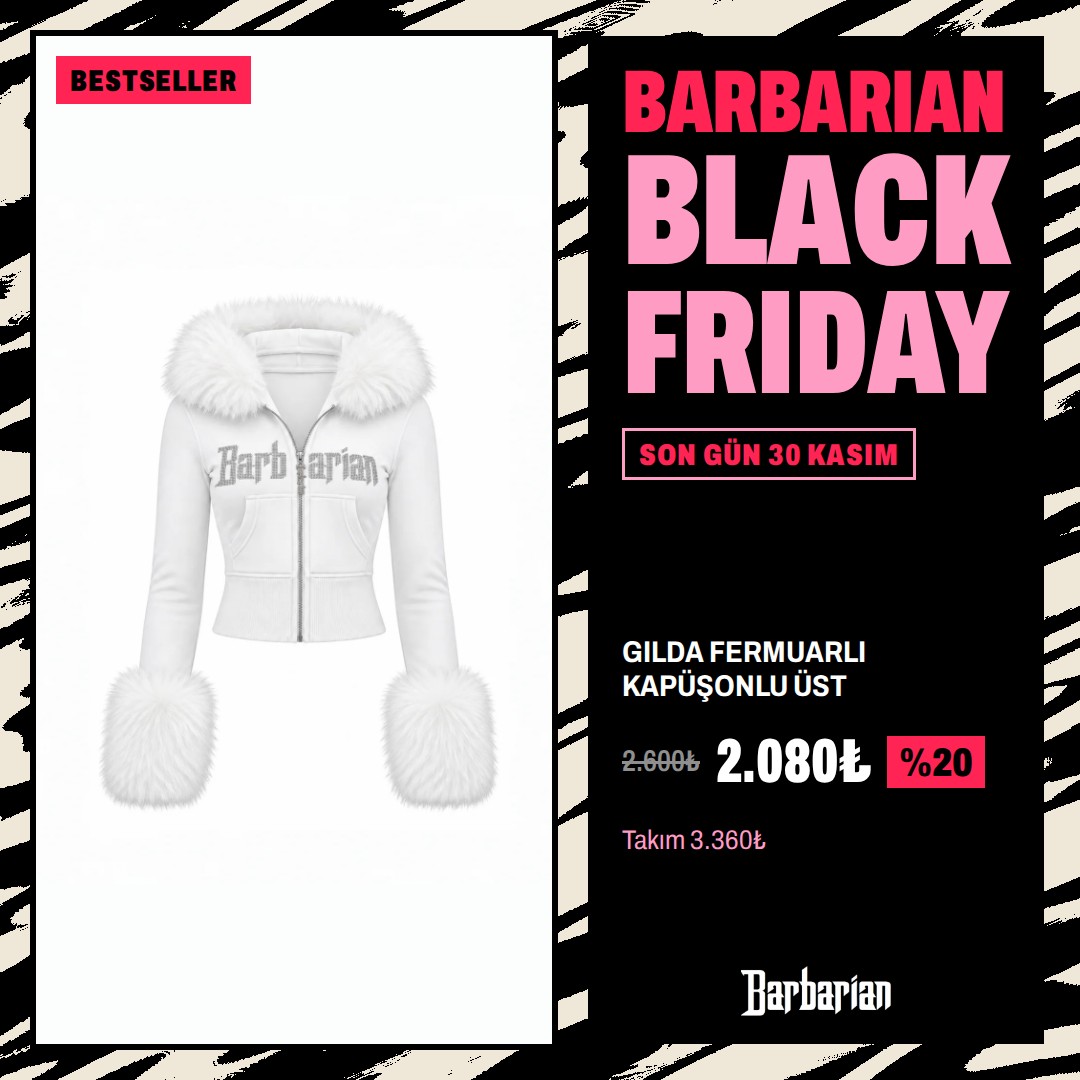 BESTSELLER
Barbarian
BARBARIAN
BLACK
FRIDAY
SON GÜN 30 KASIM
GILDA FERMUARLI
KAPÜŞONLU ÜST
2.600₺ 2.080₺ %20
Takım 3.360₺
Barbarian